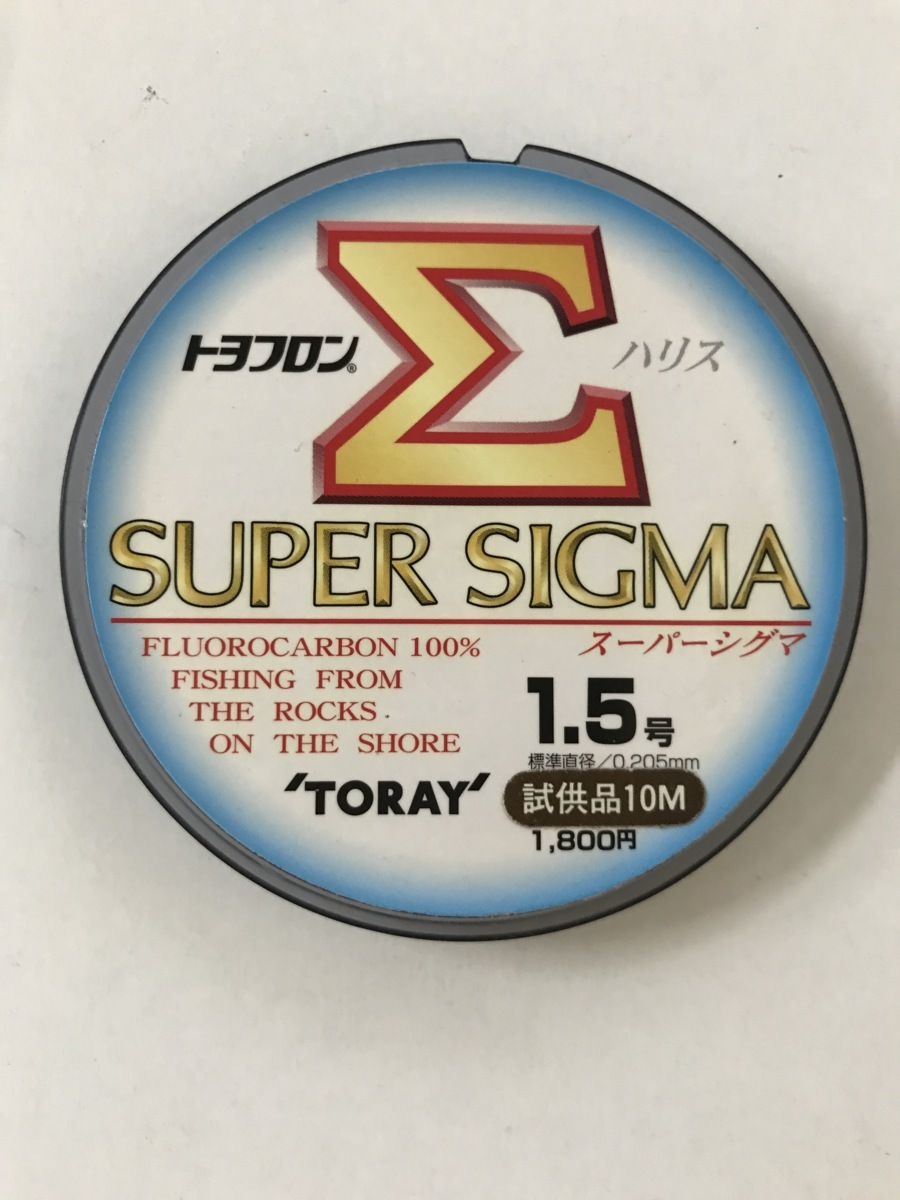 Σ
トヨフロン®
ハリス
SUPER SIGMA
スーパーシグマ
FLUOROCARBON 100%
FISHING FROM
THE ROCKS
ON THE SHORE
1.5号
標準直径/0.205mm
'TORAY'
試供品10M
1,800円